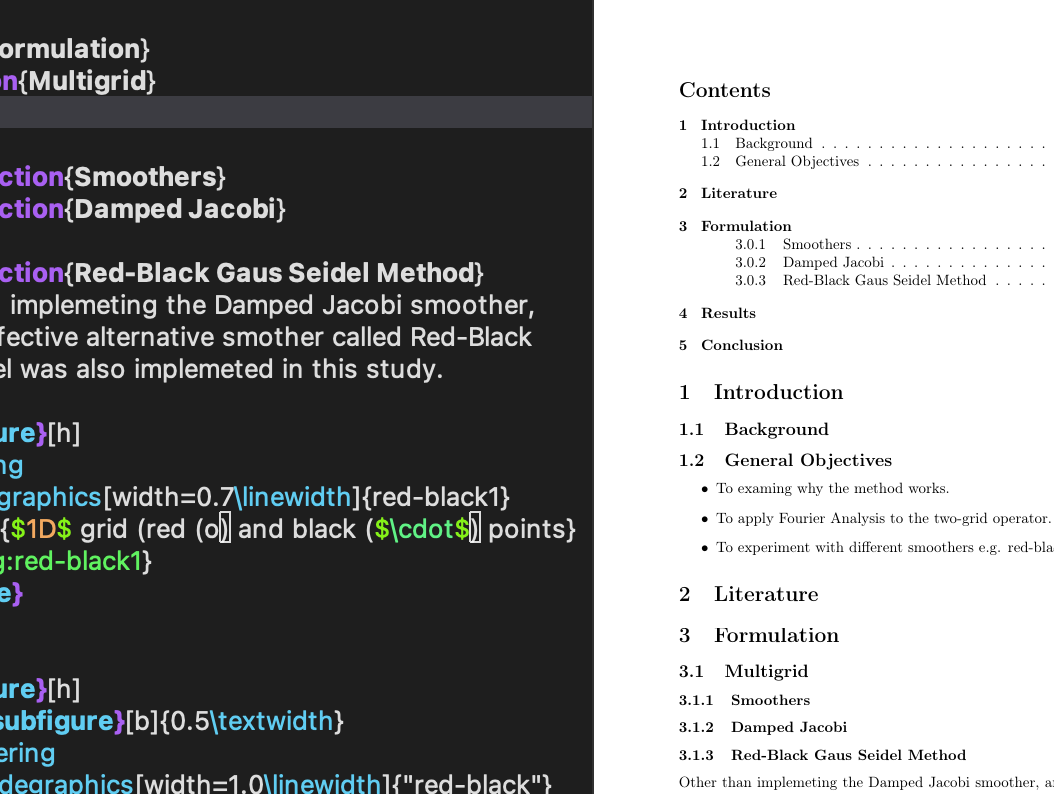 ormulation}
on{Multigrid}
ction{Smoothers}
ction{Damped Jacobi}
ction{Red-Black Gaus Seidel Method}
implemeting the Damped Jacobi smoother,
fective alternative smother called Red-Black
el was also implemeted in this study.
ure}[h]
ng
graphics[width=0.7\linewidth]{red-black1}
{$1D$ grid (red (o) and black ($\cdot$) points}
g:red-black1}
e}
ure}[h]
subfigure}[b]{0.5\textwidth}
ering
degraphics[width=1.0\linewidth]{"red-black"}
Contents
1 Introduction
1.1 Background . . . . . . . . . . . . . . . . . . . .
1.2 General Objectives . . . . . . . . . . . . . . . .
2 Literature
3 Formulation
3.0.1 Smoothers . . . . . . . . . . . . . . . . .
3.0.2 Damped Jacobi . . . . . . . . . . . . . .
3.0.3 Red-Black Gaus Seidel Method . . . . .
4 Results
5 Conclusion
1 Introduction
1.1 Background
1.2 General Objectives
• To examing why the method works.
• To apply Fourier Analysis to the two-grid operator.
• To experiment with different smoothers e.g. red-bla
2 Literature
3 Formulation
3.1 Multigrid
3.1.1 Smoothers
3.1.2 Damped Jacobi
3.1.3 Red-Black Gaus Seidel Method
Other than implemeting the Damped Jacobi smoother, a